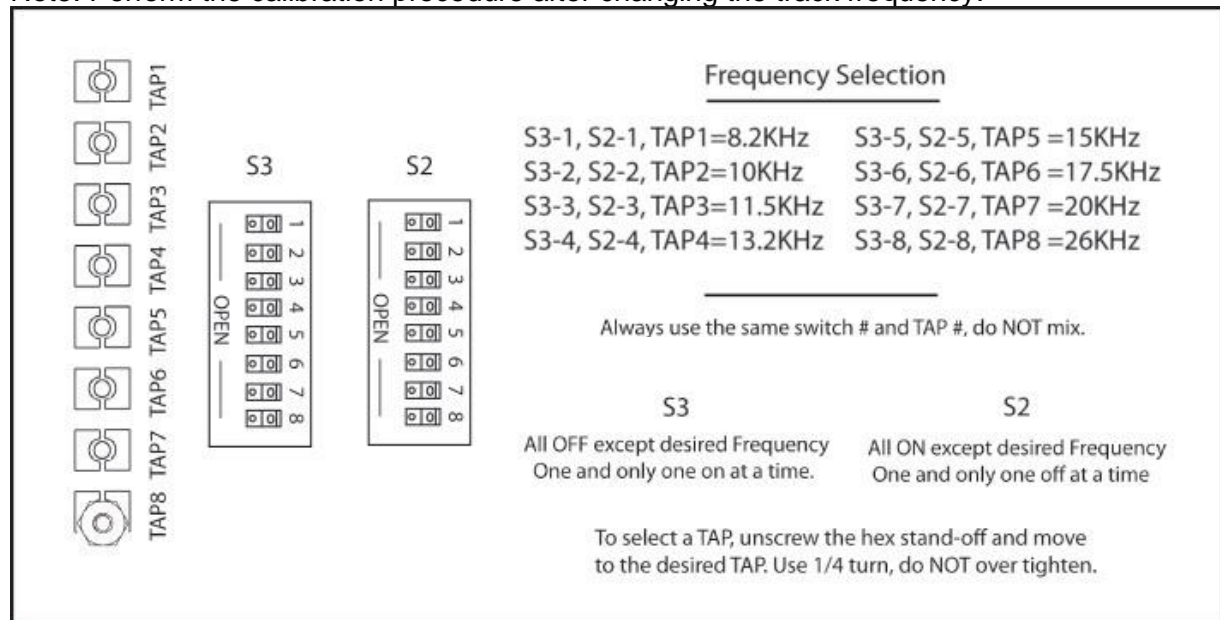 Note: Perform the calibration procedure after changing the track frequency.
TAP1
TAP2
TAP3
TAP4
TAP5
TAP6
TAP7
TAP8
S3
OPEN
1
2
3
4
5
6
7
8
S2
OPEN
1
2
3
4
5
6
7
8
Frequency Selection
S3-1, S2-1, TAP1=8.2KHz
S3-2, S2-2, TAP2=10KHz
S3-3, S2-3, TAP3=11.5KHz
S3-4, S2-4, TAP4=13.2KHz
S3-5, S2-5, TAP5 =15KHz
S3-6, S2-6, TAP6 =17.5KHz
S3-7, S2-7, TAP7 =20KHz
S3-8, S2-8, TAP8 =26KHz
Always use the same switch # and TAP #, do NOT mix.
S3
All OFF except desired Frequency
One and only one on at a time.
S2
All ON except desired Frequency
One and only one off at a time
To select a TAP, unscrew the hex stand-off and move
to the desired TAP. Use 1/4 turn, do NOT over tighten.